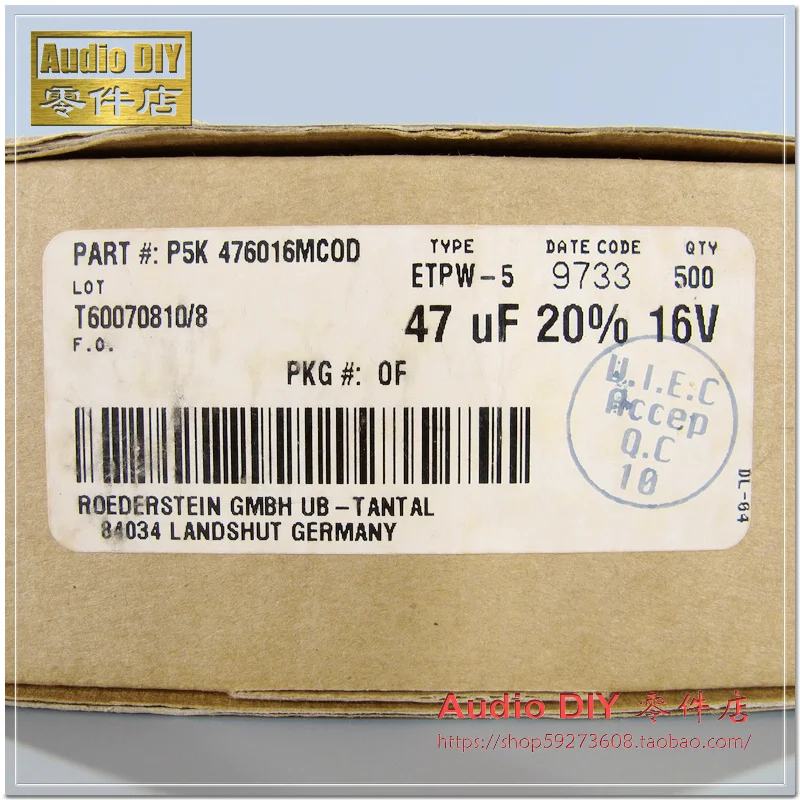 Audio DIY
零件店
PART #: P5K 476016MCOD
TYPE
DATE CODE
QTY
LOT
ETPW-5
9733
500
T60070810/8
47 uF 20% 16V
F.O.
PKG #: OF
W.I.E.C
Accep
Q.C
10
DL-04
ROEDERSTEIN GMBH UB-TANTAL
84034 LANDSHUT GERMANY
Audio DIY 零件店
https://shop59273608.taobao.com/